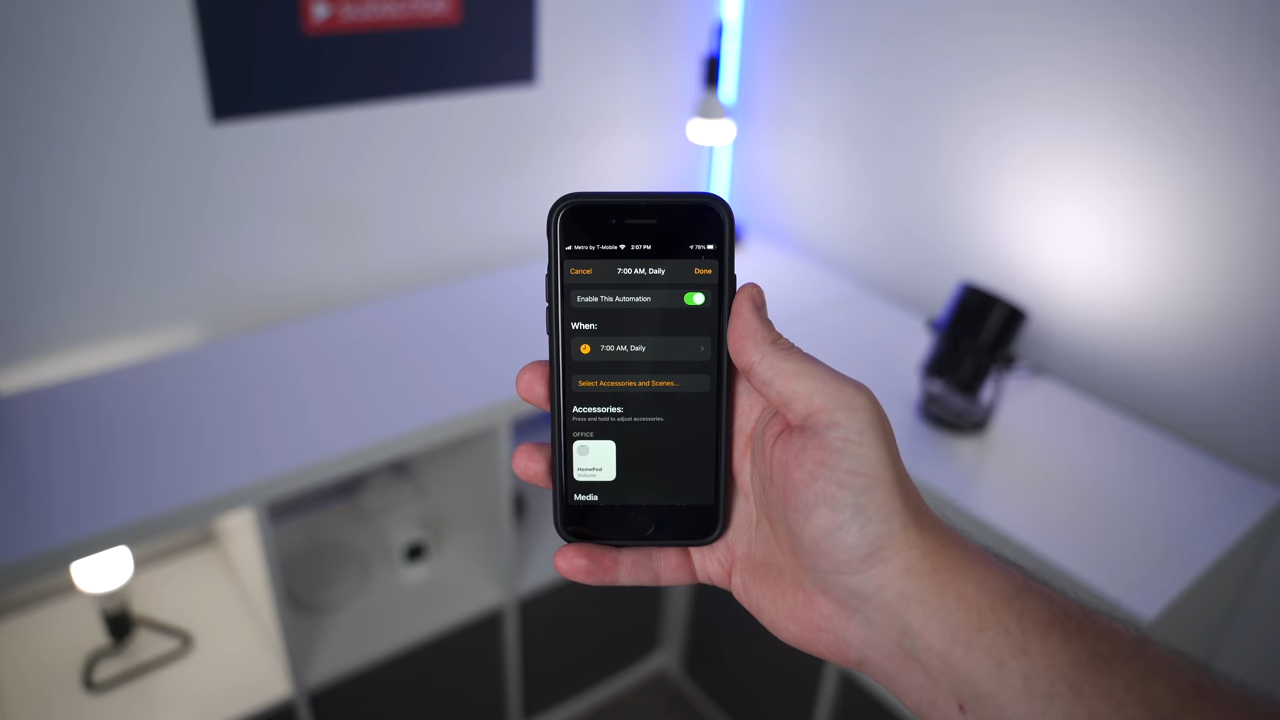 Metro by T-Mobile 2:07 PM 78%
Cancel 7:00 AM, Daily Done
Enable This Automation
When:
7:00 AM, Daily
Select Accessories and Scenes...
Accessories:
Press and hold to adjust accessories.
OFFICE
HomePod
Volume
Media